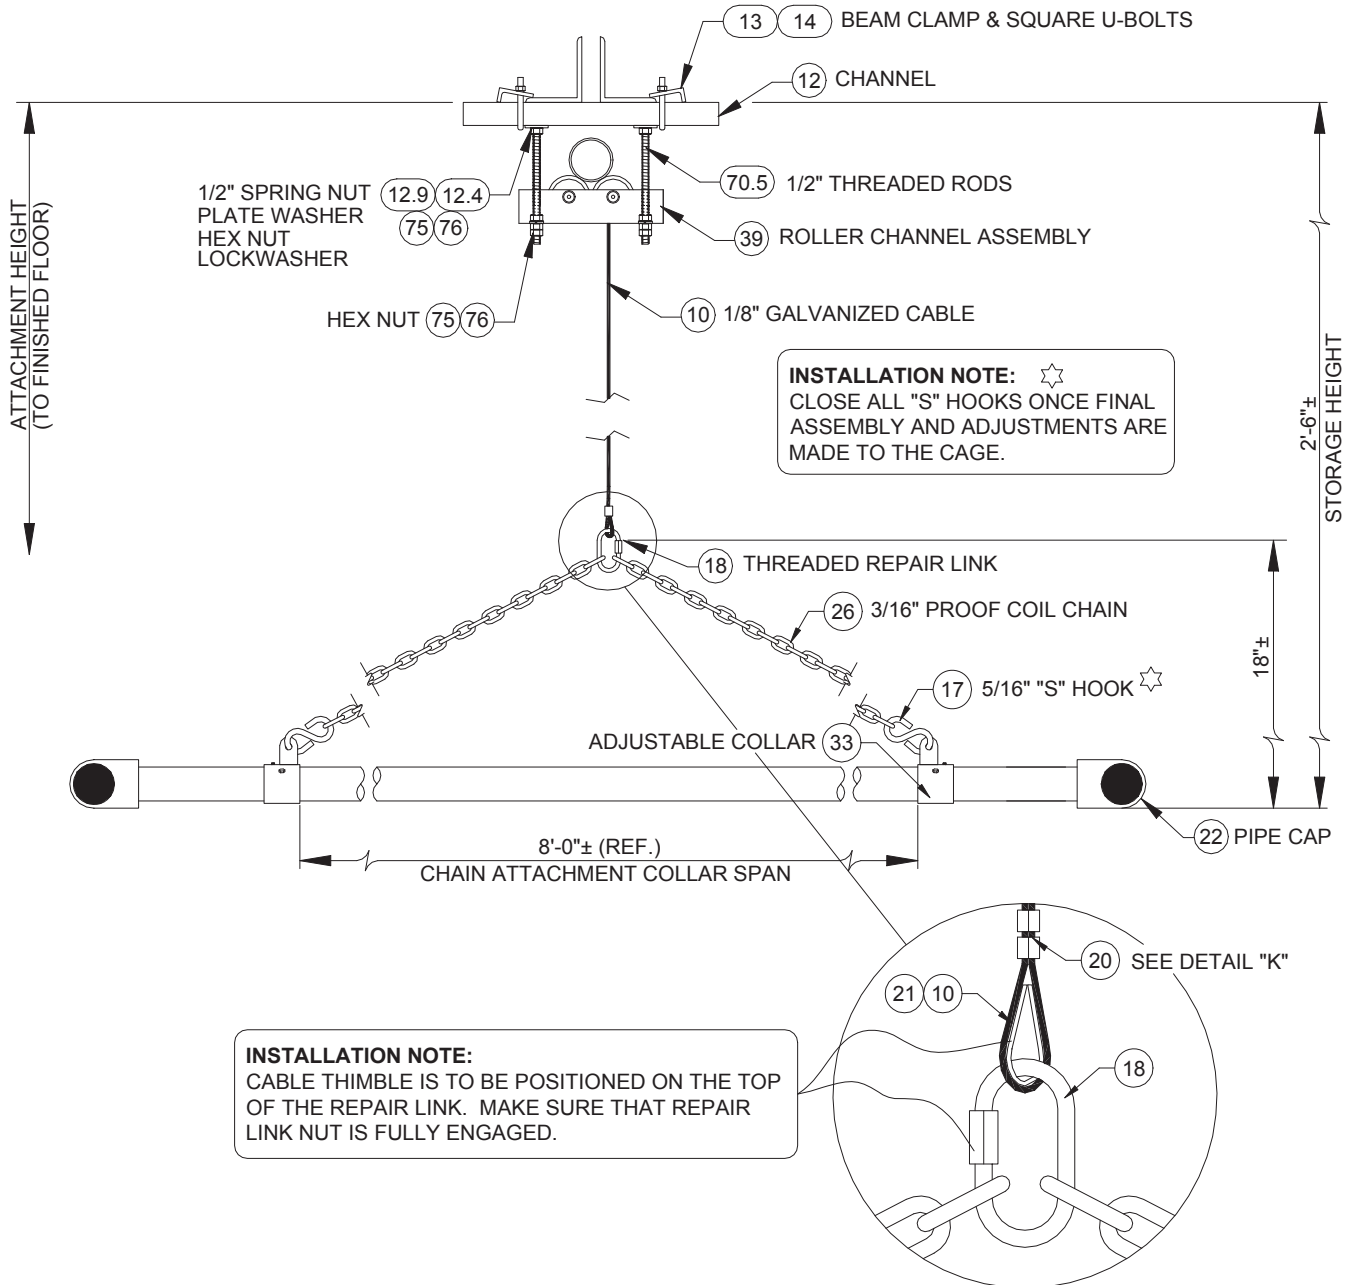 13 14 BEAM CLAMP & SQUARE U-BOLTS
12 CHANNEL
ATTACHMENT HEIGHT
(TO FINISHED FLOOR)
1/2" SPRING NUT 12.9 12.4
PLATE WASHER 75 76
HEX NUT
LOCKWASHER
70.5 1/2" THREADED RODS
39 ROLLER CHANNEL ASSEMBLY
HEX NUT 75 76
10 1/8" GALVANIZED CABLE
INSTALLATION NOTE:
CLOSE ALL "S" HOOKS ONCE FINAL
ASSEMBLY AND ADJUSTMENTS ARE
MADE TO THE CAGE.
2'-6"±
STORAGE HEIGHT
18 THREADED REPAIR LINK
26 3/16" PROOF COIL CHAIN
18"±
17 5/16" "S" HOOK
ADJUSTABLE COLLAR 33
22 PIPE CAP
8'-0"± (REF.)
CHAIN ATTACHMENT COLLAR SPAN
20 SEE DETAIL "K"
21 10
18
INSTALLATION NOTE:
CABLE THIMBLE IS TO BE POSITIONED ON THE TOP
OF THE REPAIR LINK. MAKE SURE THAT REPAIR
LINK NUT IS FULLY ENGAGED.